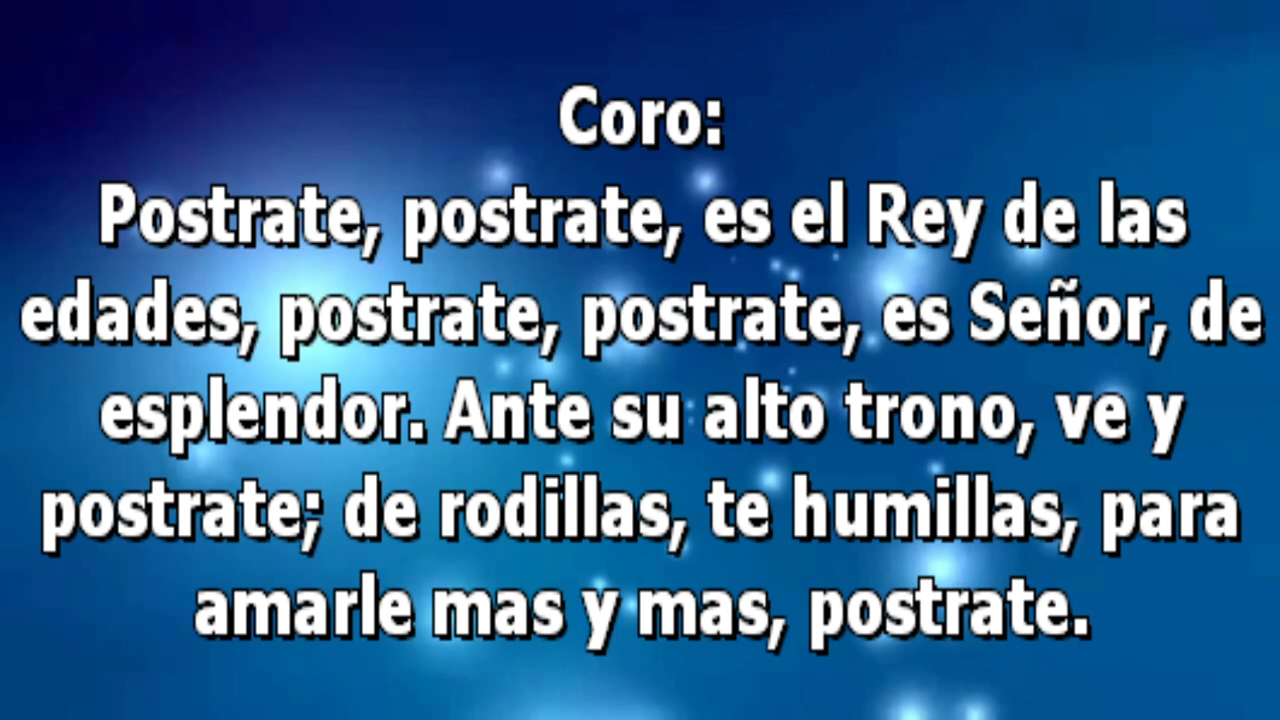 Coro:
Postrate, postrate, es el Rey de las
edades, postrate, postrate, es Señor, de
esplendor. Ante su alto trono, ve y
postrate; de rodillas, te humillas, para
amarle mas y mas, postrate.